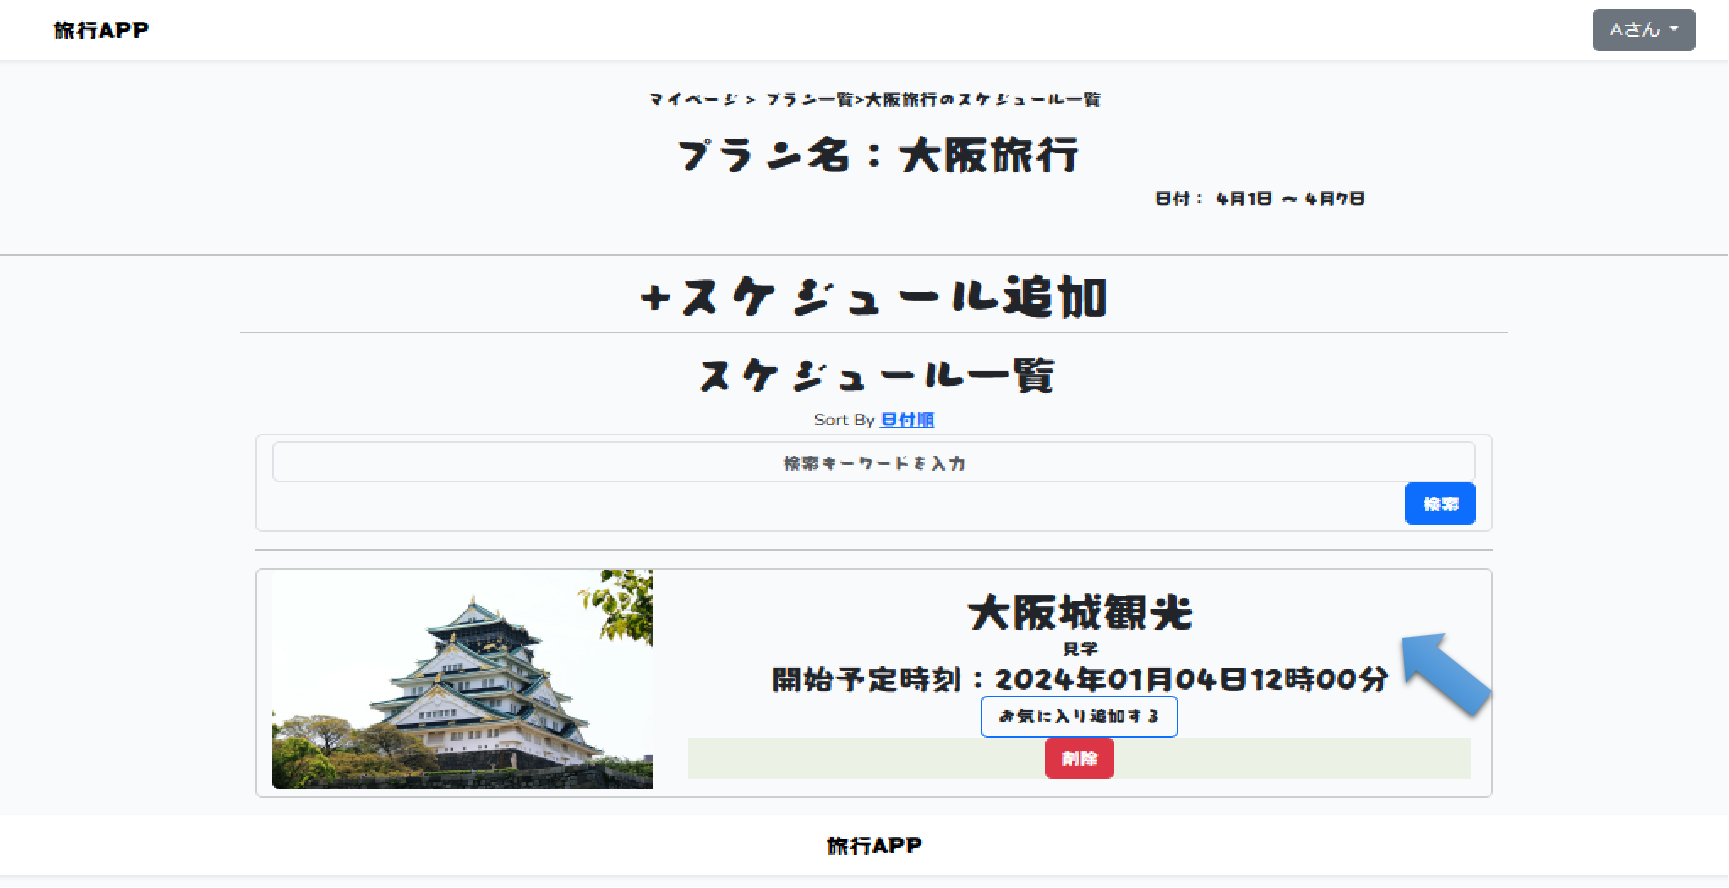 旅行APP
Aさん
マイページ > プラン一覧>大阪旅行のスケジュール一覧
プラン名：大阪旅行
日付： 4月1日 ～ 4月7日
+スケジュール追加
スケジュール一覧
Sort By 日付順
検索キーワードを入力
検索
大阪城観光
見学
開始予定時刻：2024年01月04日12時00分
お気に入り追加する
削除
旅行APP